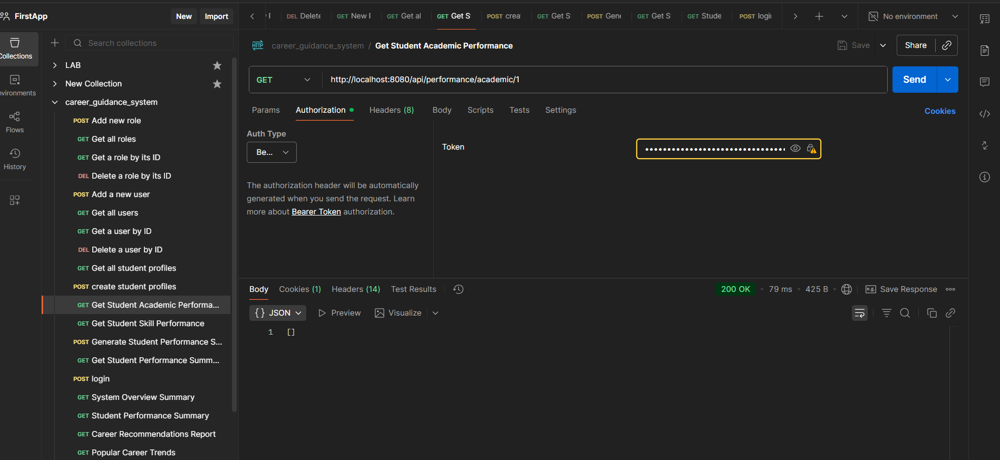 FirstApp
New
Import
DEL Delete
GET New F
GET Get al
GET Get S
POST crea
GET Get S
POST Gene
GET Get S
GET Stude
POST login
No environment
Collections
Search collections
career_guidance_system / Get Student Academic Performance
Save
Share
LAB
New Collection
career_guidance_system
GET
http://localhost:8080/api/performance/academic/1
Send
Environments
Flows
History
Params
Authorization
Headers (8)
Body
Scripts
Tests
Settings
Cookies
Auth Type
Be...
Token
The authorization header will be automatically
generated when you send the request. Learn
more about Bearer Token authorization.
POST Add new role
GET Get all roles
GET Get a role by its ID
DEL Delete a role by its ID
POST Add a new user
GET Get all users
GET Get a user by ID
DEL Delete a user by ID
GET Get all student profiles
POST create student profiles
GET Get Student Academic Performa...
GET Get Student Skill Performance
POST Generate Student Performance S...
GET Get Student Performance Summ...
POST login
GET System Overview Summary
GET Student Performance Summary
GET Career Recommendations Report
GET Popular Career Trends
Body
Cookies (1)
Headers (14)
Test Results
200 OK
79 ms
425 B
e.g.
Save Response
{} JSON
Preview
Visualize
1 []